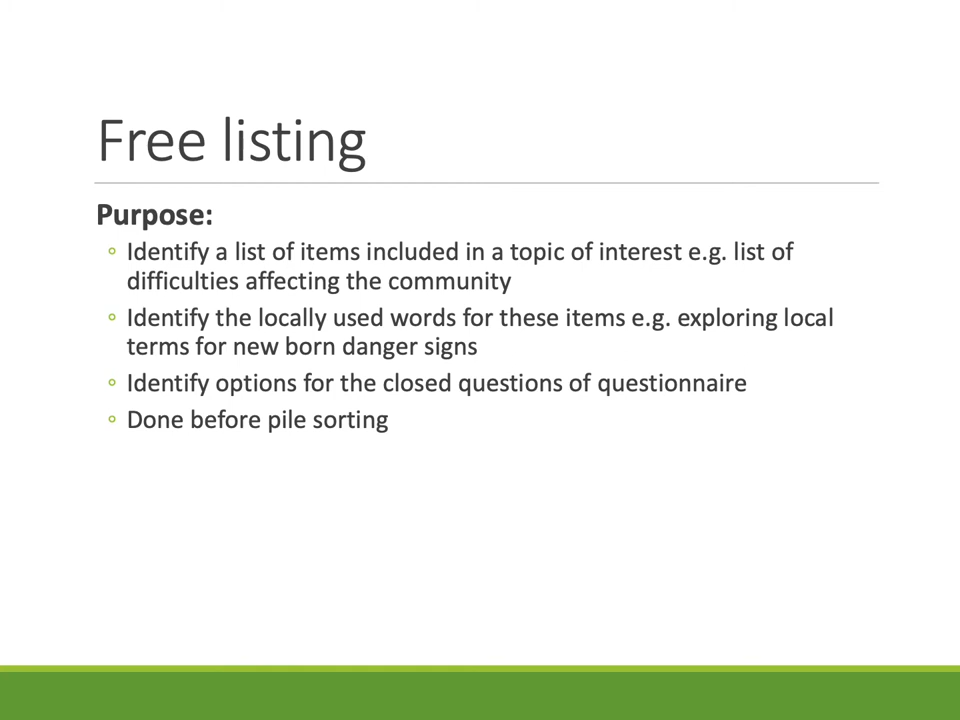 Free listing
Purpose:
◦ Identify a list of items included in a topic of interest e.g. list of
difficulties affecting the community
◦ Identify the locally used words for these items e.g. exploring local
terms for new born danger signs
◦ Identify options for the closed questions of questionnaire
◦ Done before pile sorting